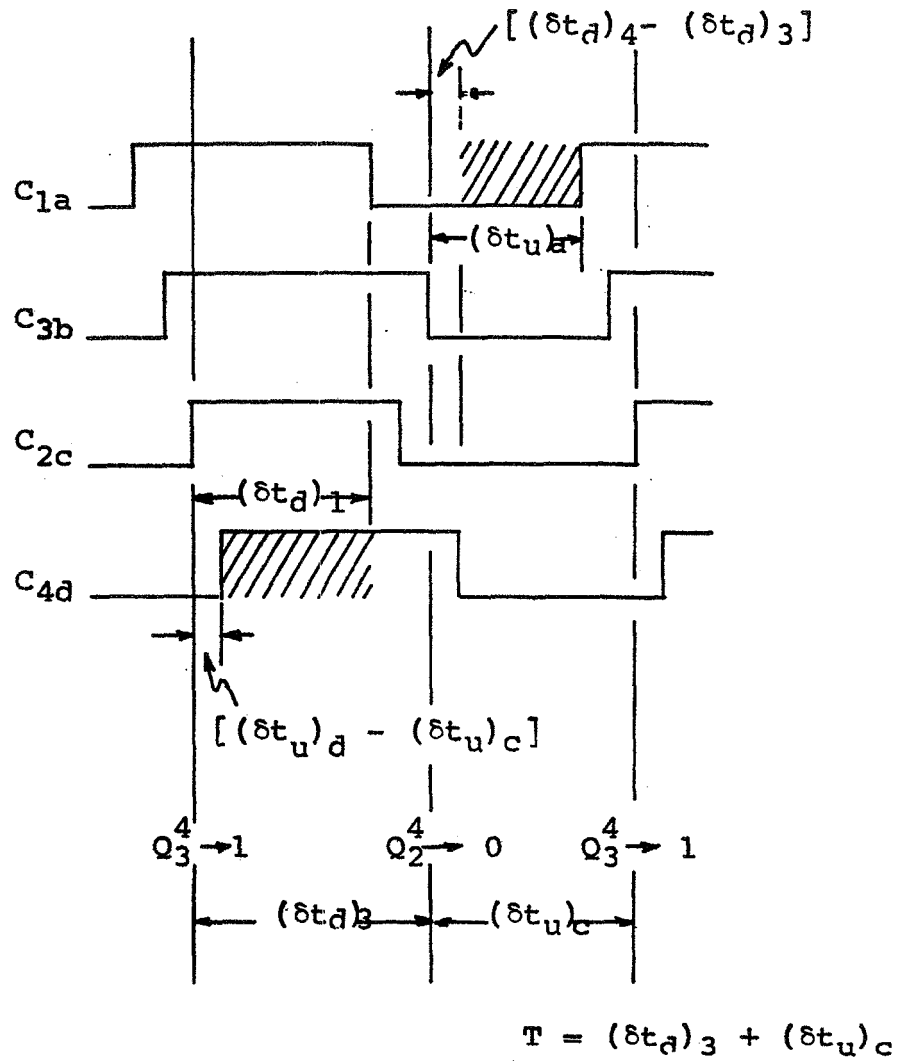 [(δt_d)_4 - (δt_d)_3]
C_1a
(δt_u)_a
C_3b
C_2c
(δt_d)_1
C_4d
[(δt_u)_d - (δt_u)_c]
Q_3^4 → 1 Q_2^4 → 0 Q_3^4 → 1
(δt_d)_3 (δt_u)_c
T = (δt_d)_3 + (δt_u)_c